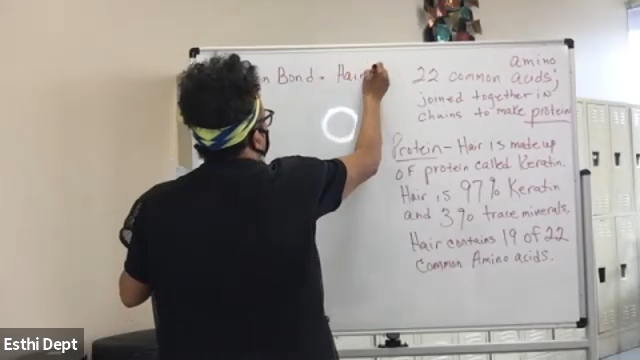 n Bond - Hair
22 common amino acids;
joined together in
chains to make protein
Protein - Hair is made up
of protein called Keratin.
Hair is 97% Keratin
and 3% trace minerals,
Hair contains 19 of 22
Common Amino acids.
Esthi Dept